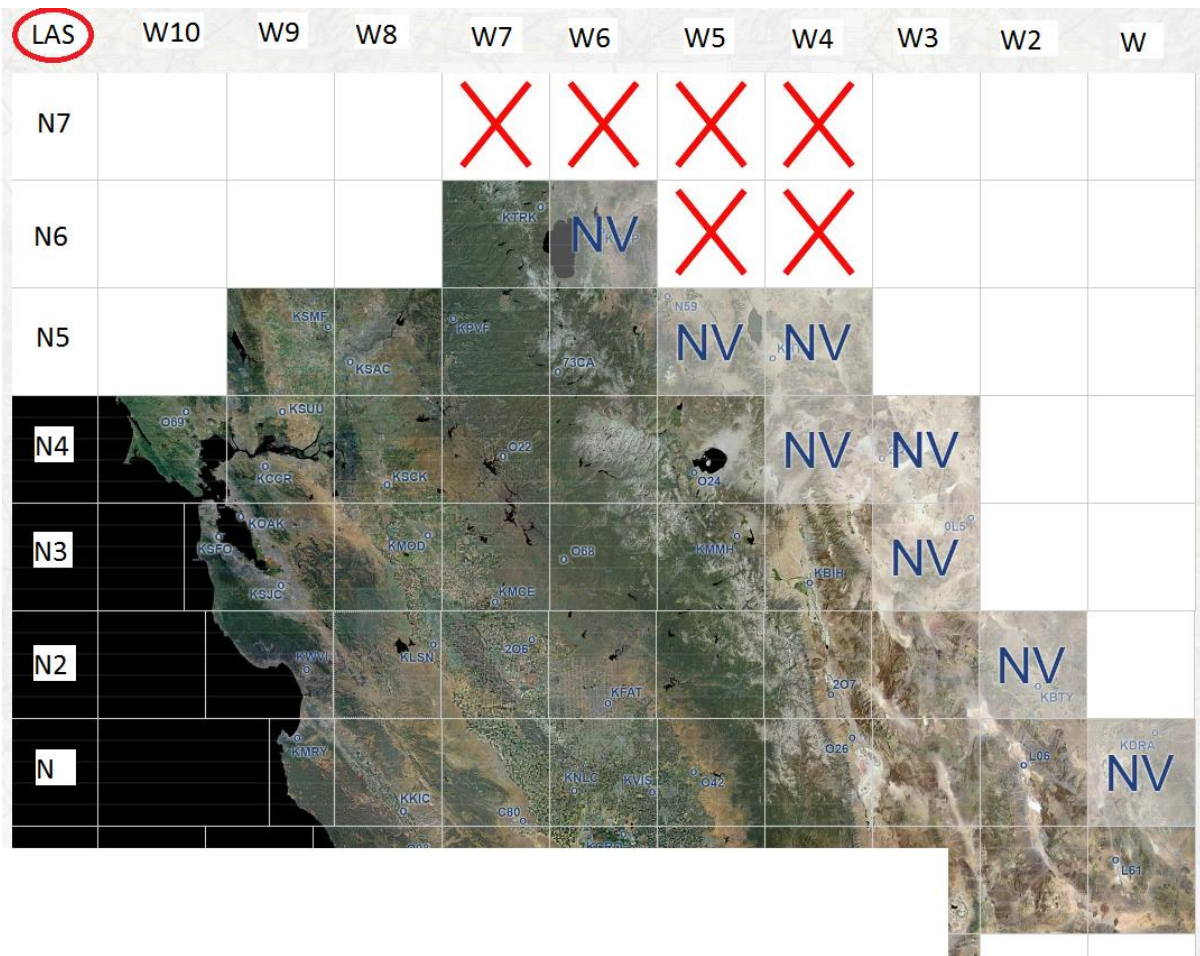 LAS W10 W9 W8 W7 W6 W5 W4 W3 W2 W
N7
KTRK
N6 NV
KSMF N59
N5 KPVF NV NV
KSAC 73CA
O69 KSUU
N4 O22 NV NV
KCCR KSCK O24
KOAK 0L5
N3 KSFO KMOD O68 KMMH NV
KBIH
KSJC KMCE
N2 KWVI KLSN 2O6 NV
KFAT 2O7 KBTY
KMRY O26 L06 KDRA
N KNLC KVIS O42 NV
KKIC C80
L61